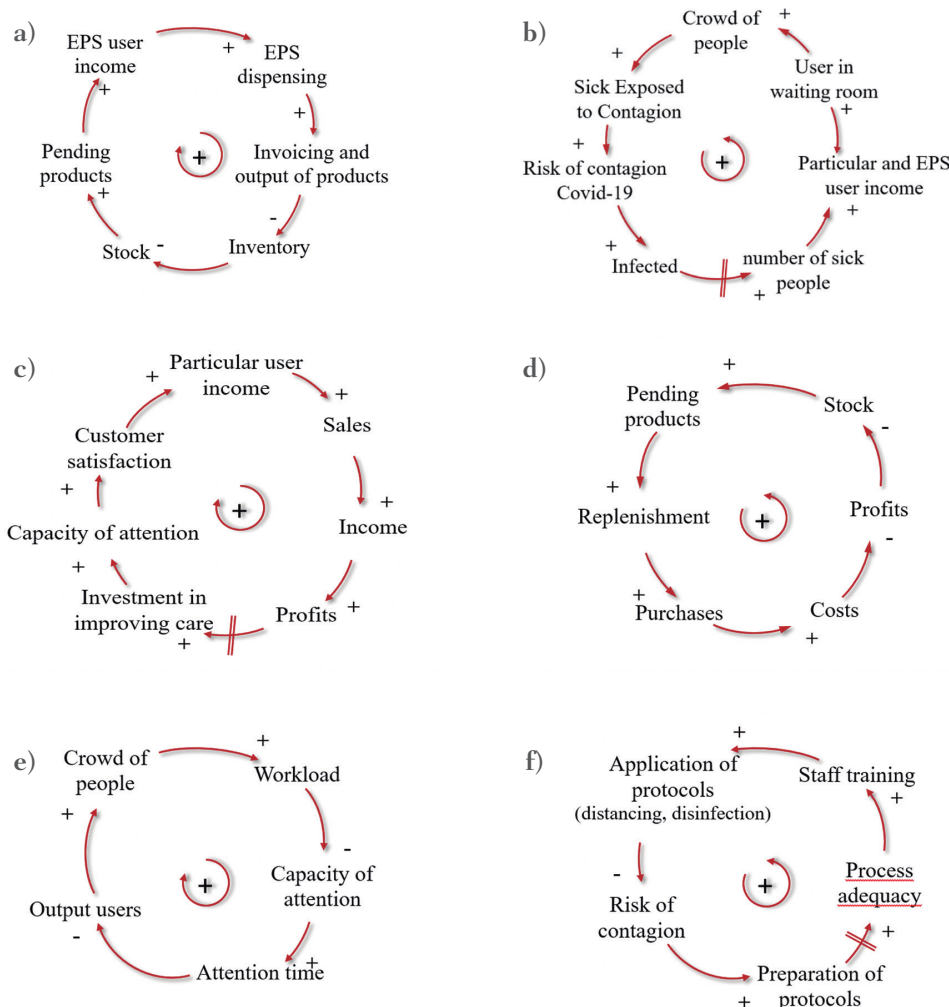 a)
EPS user
income
+
EPS
dispensing
+
Invoicing and
output of products
-
Inventory
-
Stock
+
Pending
products
+
+
b)
+
Crowd of
people
+
Sick Exposed
to Contagion
+
Risk of contagion
Covid-19
+
Infected
+
number of sick
people
+
Particular and EPS
user income
+
User in
waiting room
+
c)
+
Particular user
income
+
Sales
+
Income
+
Profits
+
Investment in
improving care
+
Capacity of attention
+
Customer
satisfaction
+
d)
+
Pending
products
+
Replenishment
+
Purchases
+
Costs
-
Profits
-
Stock
+
e)
Crowd of
people
+
Workload
-
Capacity of
attention
+
Attention time
-
Output users
+
+
f)
+
Application of
protocols
(distancing, disinfection)
-
Risk of
contagion
+
Preparation of
protocols
+
Process
adequacy
+
Staff training
+